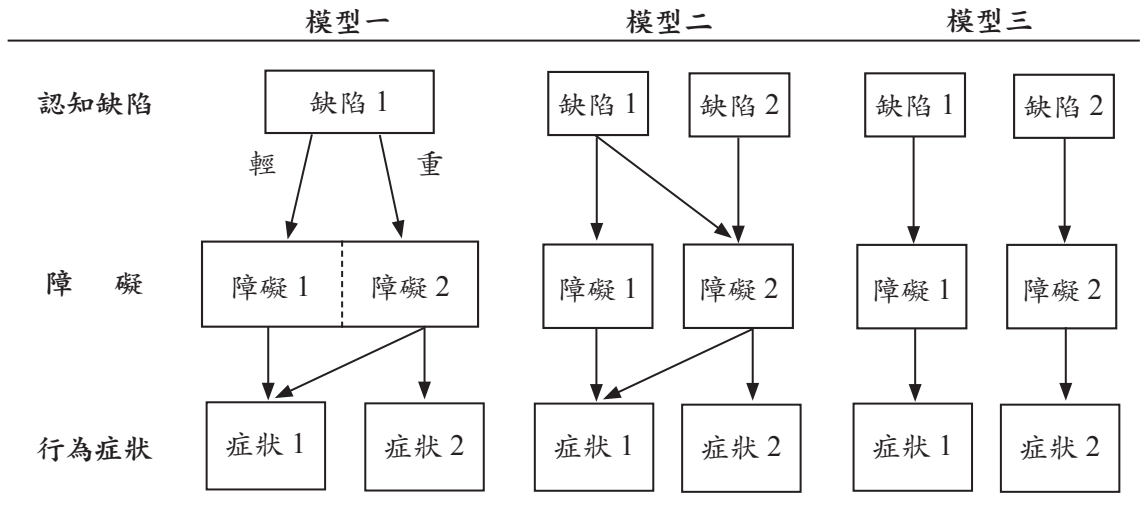 模型一 模型二 模型三
認知缺陷 缺陷 1 缺陷 1 缺陷 2 缺陷 1 缺陷 2
輕 重
障 礙 障礙 1 障礙 2 障礙 1 障礙 2 障礙 1 障礙 2
行為症狀 症狀 1 症狀 2 症狀 1 症狀 2 症狀 1 症狀 2